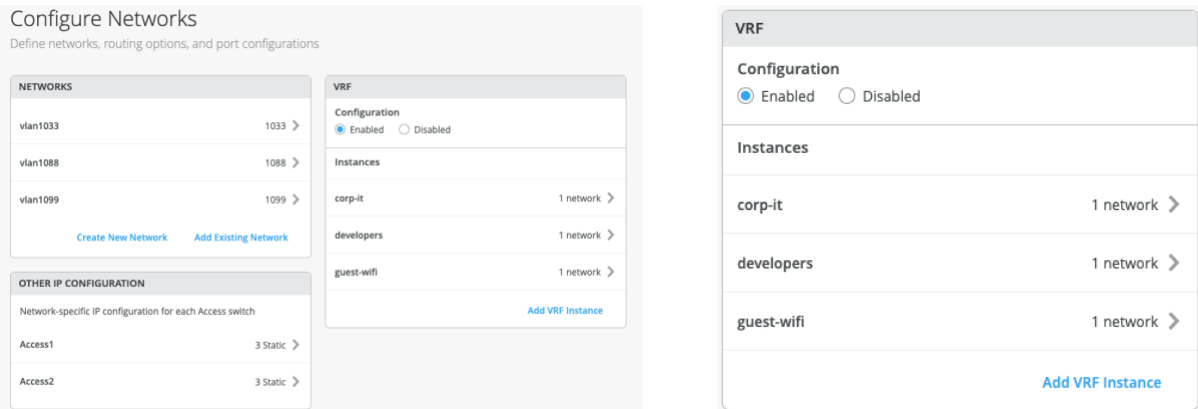 Configure Networks
Define networks, routing options, and port configurations
NETWORKS
vlan1033 1033
vlan1088 1088
vlan1099 1099
Create New Network Add Existing Network
OTHER IP CONFIGURATION
Network-specific IP configuration for each Access switch
Access1 3 Static
Access2 3 Static
VRF
Configuration
Enabled Disabled
Instances
corp-it 1 network
developers 1 network
guest-wifi 1 network
Add VRF Instance
VRF
Configuration
Enabled Disabled
Instances
corp-it 1 network
developers 1 network
guest-wifi 1 network
Add VRF Instance